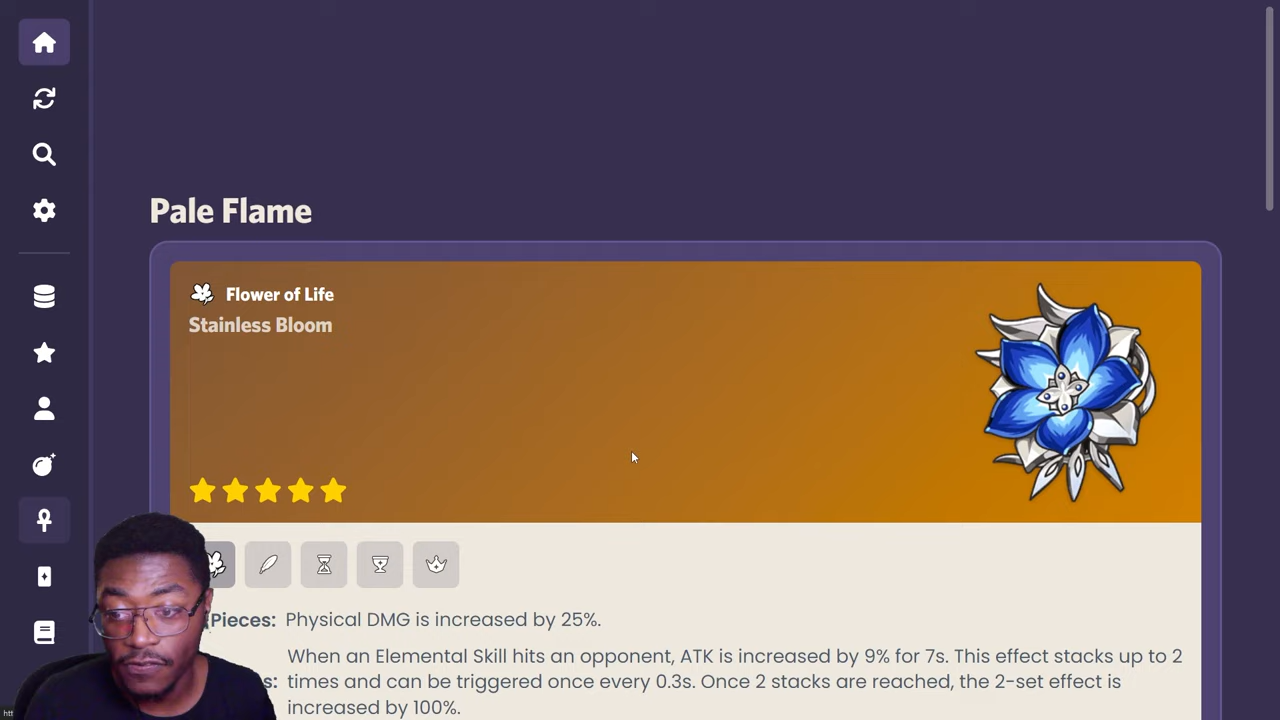 Pale Flame
Flower of Life
Stainless Bloom
Pieces: Physical DMG is increased by 25%.
When an Elemental Skill hits an opponent, ATK is increased by 9% for 7s. This effect stacks up to 2
times and can be triggered once every 0.3s. Once 2 stacks are reached, the 2-set effect is
increased by 100%.